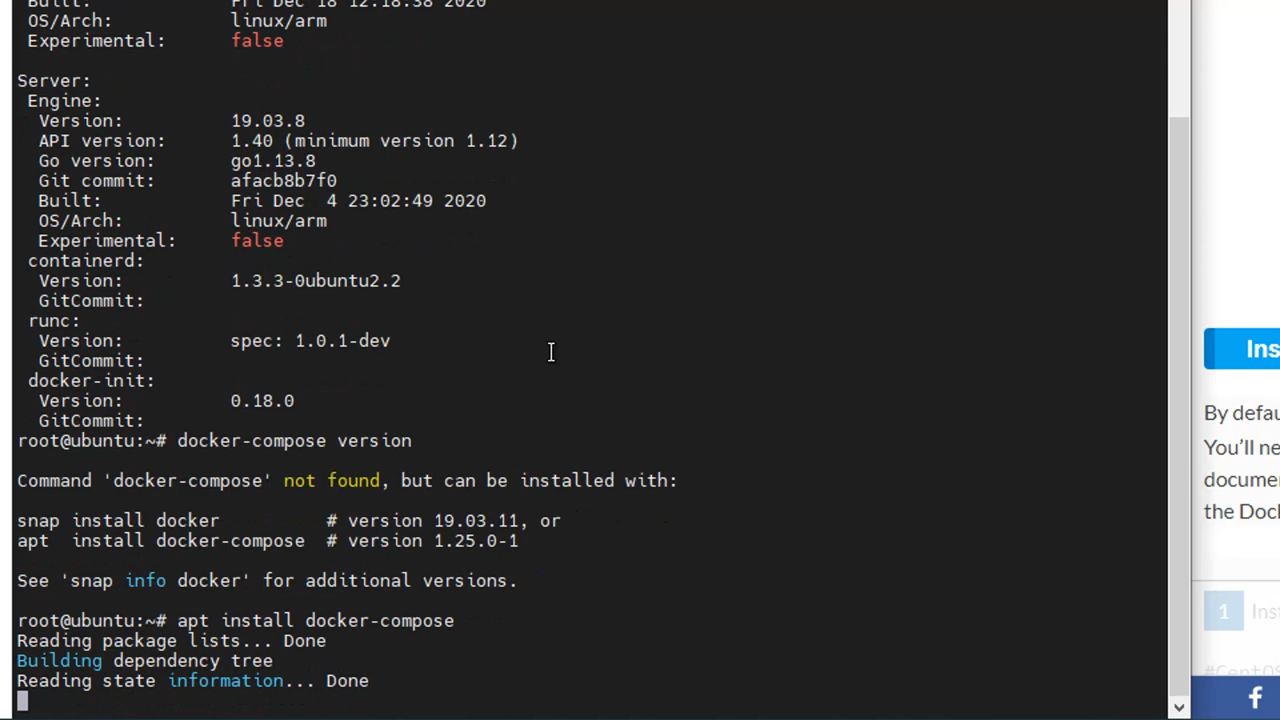 Built: Fri Dec 18 12:18:38 2020
OS/Arch: linux/arm
Experimental: false
Server:
Engine:
Version: 19.03.8
API version: 1.40 (minimum version 1.12)
Go version: go1.13.8
Git commit: afacb8b7f0
Built: Fri Dec  4 23:02:49 2020
OS/Arch: linux/arm
Experimental: false
containerd:
Version: 1.3.3-0ubuntu2.2
GitCommit:
runc:
Version: spec: 1.0.1-dev
GitCommit:
docker-init:
Version: 0.18.0
GitCommit:
root@ubuntu:~# docker-compose version
Command 'docker-compose' not found, but can be installed with:
snap install docker # version 19.03.11, or
apt  install docker-compose # version 1.25.0-1
See 'snap info docker' for additional versions.
root@ubuntu:~# apt install docker-compose
Reading package lists... Done
Building dependency tree
Reading state information... Done
Ins
By defau
You'll ne
documen
the Dock
1 Inst
#CentOS
f